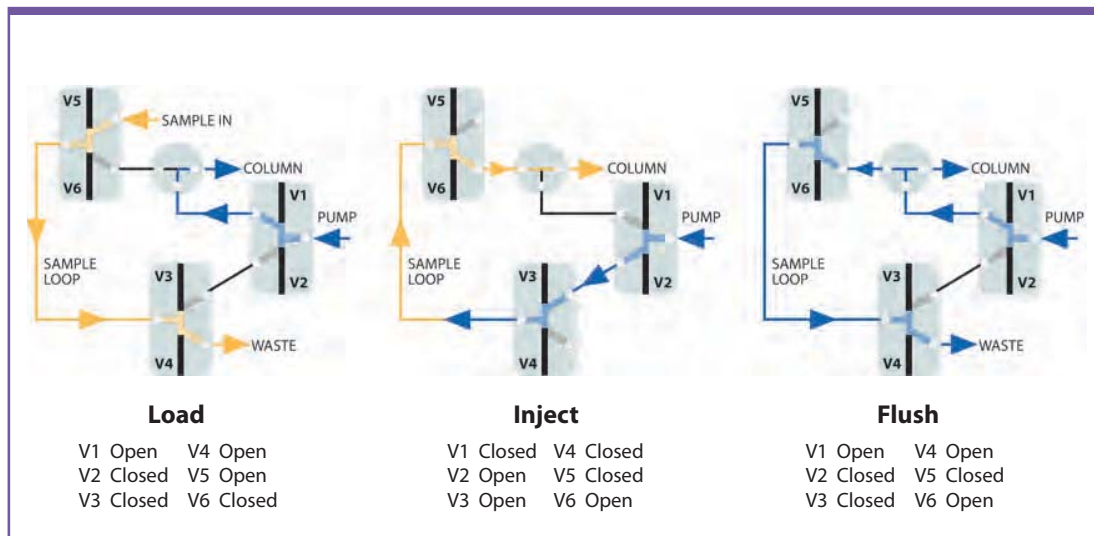 V5
SAMPLE IN
COLUMN
V6
V1
PUMP
SAMPLE
LOOP
V3
V2
WASTE
V4
V5
COLUMN
V6
V1
PUMP
SAMPLE
LOOP
V3
V2
V4
V5
COLUMN
V6
V1
PUMP
SAMPLE
LOOP
V3
V2
WASTE
V4
Load
V1 Open V4 Open
V2 Closed V5 Open
V3 Closed V6 Closed
Inject
V1 Closed V4 Closed
V2 Open V5 Closed
V3 Open V6 Open
Flush
V1 Open V4 Open
V2 Closed V5 Closed
V3 Closed V6 Open